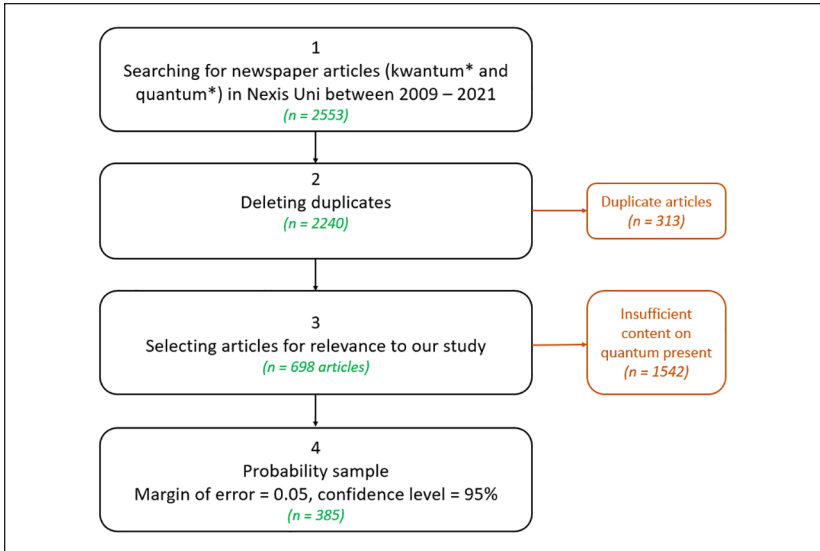 1
Searching for newspaper articles (kwantum* and
quantum*) in Nexis Uni between 2009 – 2021
(n = 2553)
2
Deleting duplicates
(n = 2240)
Duplicate articles
(n = 313)
3
Selecting articles for relevance to our study
(n = 698 articles)
Insufficient
content on
quantum present
(n = 1542)
4
Probability sample
Margin of error = 0.05, confidence level = 95%
(n = 385)